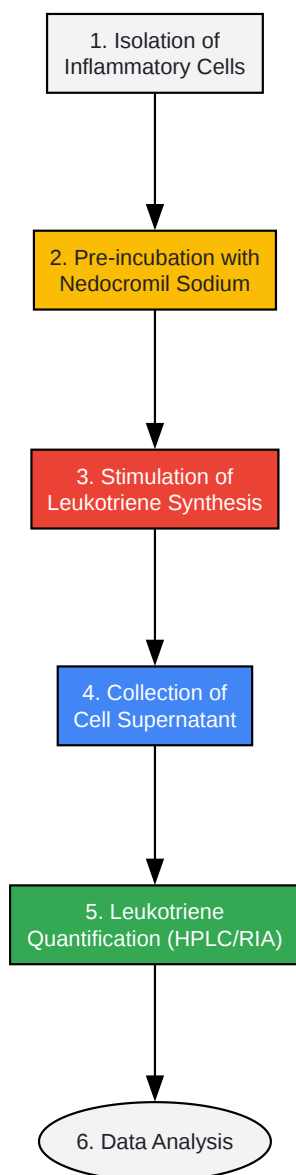 1. Isolation of
Inflammatory Cells
2. Pre-incubation with
Nedocromil Sodium
3. Stimulation of
Leukotriene Synthesis
4. Collection of
Cell Supernatant
5. Leukotriene
Quantification (HPLC/RIA)
6. Data Analysis